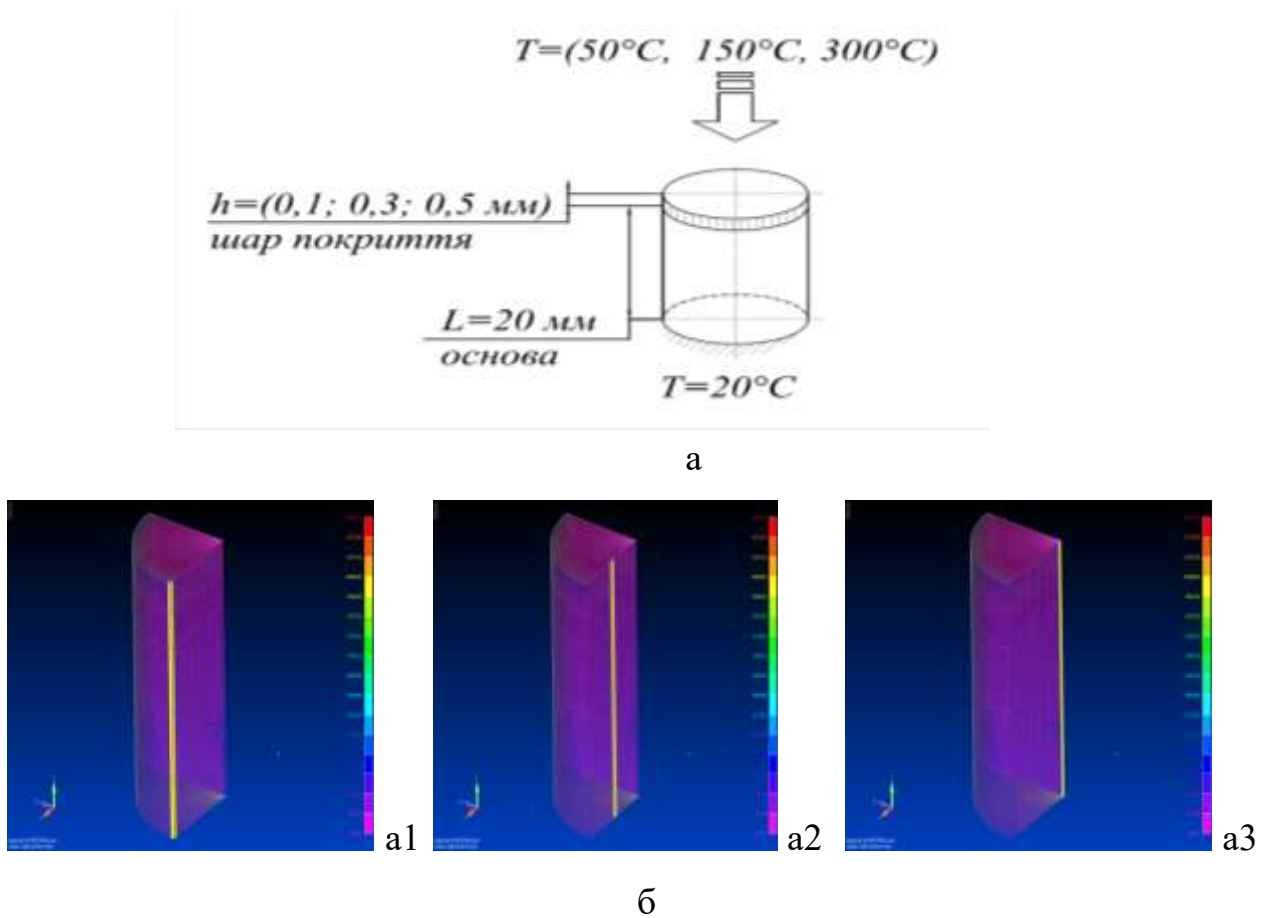 T=(50°C, 150°C, 300°C)
h=(0,1; 0,3; 0,5 мм)
шар покриття
L=20 мм
основа
T=20°C
а
а1
а2
а3
б